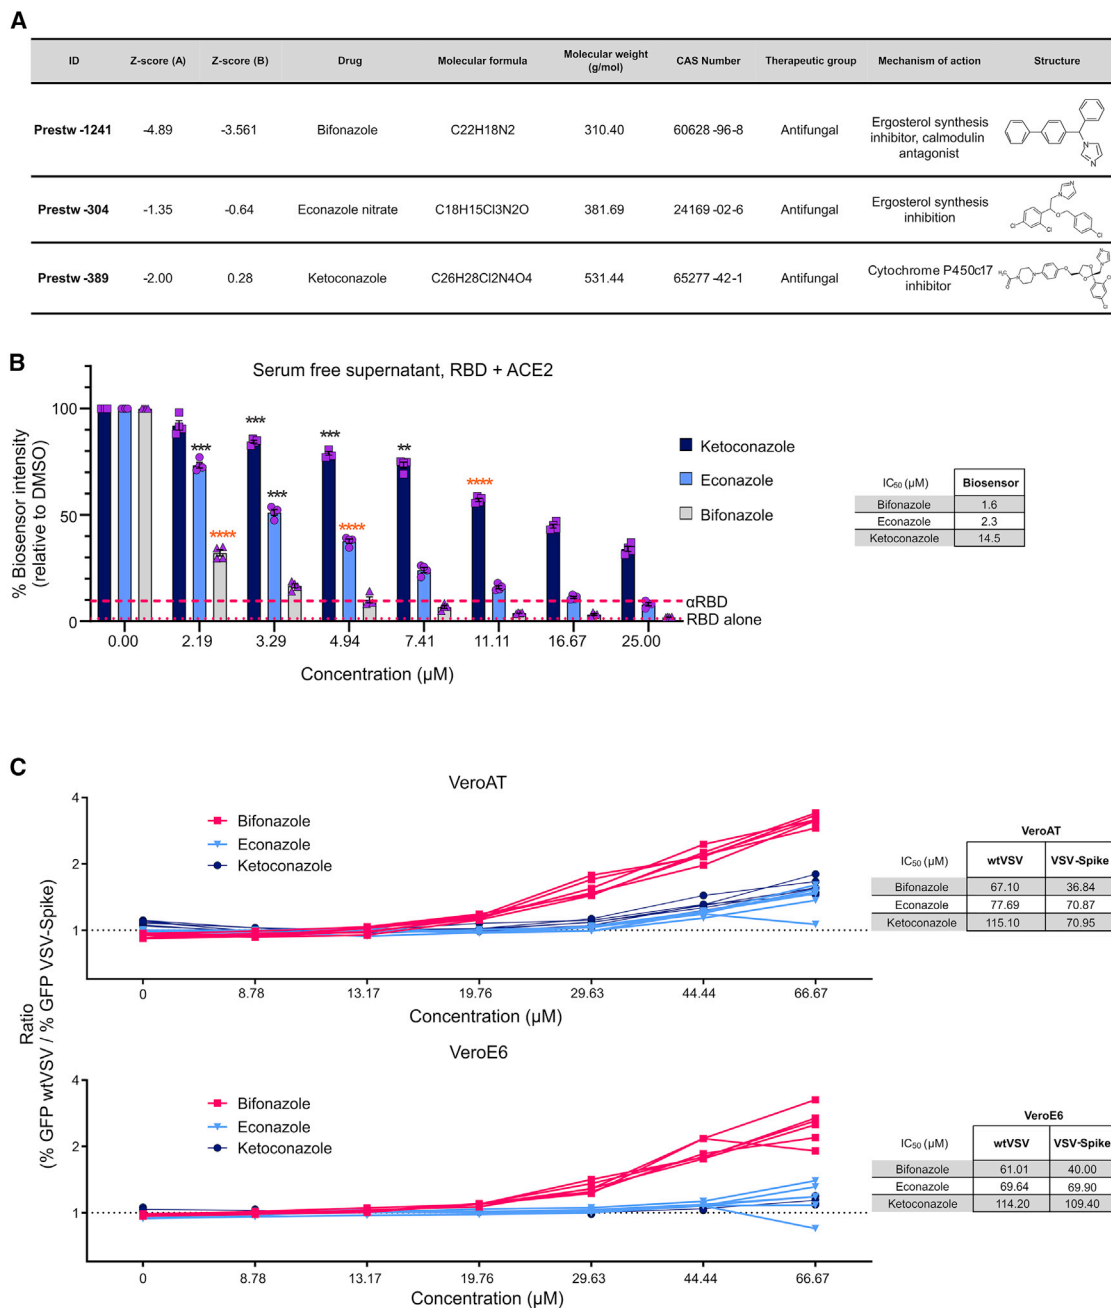 A
ID Z-score (A) Z-score (B) Drug Molecular formula Molecular weight (g/mol) CAS Number Therapeutic group Mechanism of action Structure
Prestw -1241 -4.89 -3.561 Bifonazole C22H18N2 310.40 60628 -96-8 Antifungal Ergosterol synthesis inhibitor, calmodulin antagonist
Prestw -304 -1.35 -0.64 Econazole nitrate C18H15Cl3N2O 381.69 24169 -02-6 Antifungal Ergosterol synthesis inhibition
Prestw -389 -2.00 0.28 Ketoconazole C26H28Cl2N4O4 531.44 65277 -42-1 Antifungal Cytochrome P450c17 inhibitor
B
Serum free supernatant, RBD + ACE2
% Biosensor intensity
(relative to DMSO)
100
50
0
*** *** *** **
*** ****
**** ****
Ketoconazole
Econazole
Bifonazole
αRBD
RBD alone
0.00 2.19 3.29 4.94 7.41 11.11 16.67 25.00
Concentration (µM)
IC50 (µM) Biosensor
Bifonazole 1.6
Econazole 2.3
Ketoconazole 14.5
C
VeroAT
Ratio
(% GFP wtVSV / % GFP VSV-Spike)
4
2
1
Bifonazole
Econazole
Ketoconazole
0 8.78 13.17 19.76 29.63 44.44 66.67
Concentration (µM)
VeroAT
IC50 (µM) wtVSV VSV-Spike
Bifonazole 67.10 36.84
Econazole 77.69 70.87
Ketoconazole 115.10 70.95
VeroE6
4
2
1
Bifonazole
Econazole
Ketoconazole
0 8.78 13.17 19.76 29.63 44.44 66.67
Concentration (µM)
VeroE6
IC50 (µM) wtVSV VSV-Spike
Bifonazole 61.01 40.00
Econazole 69.64 69.90
Ketoconazole 114.20 109.40